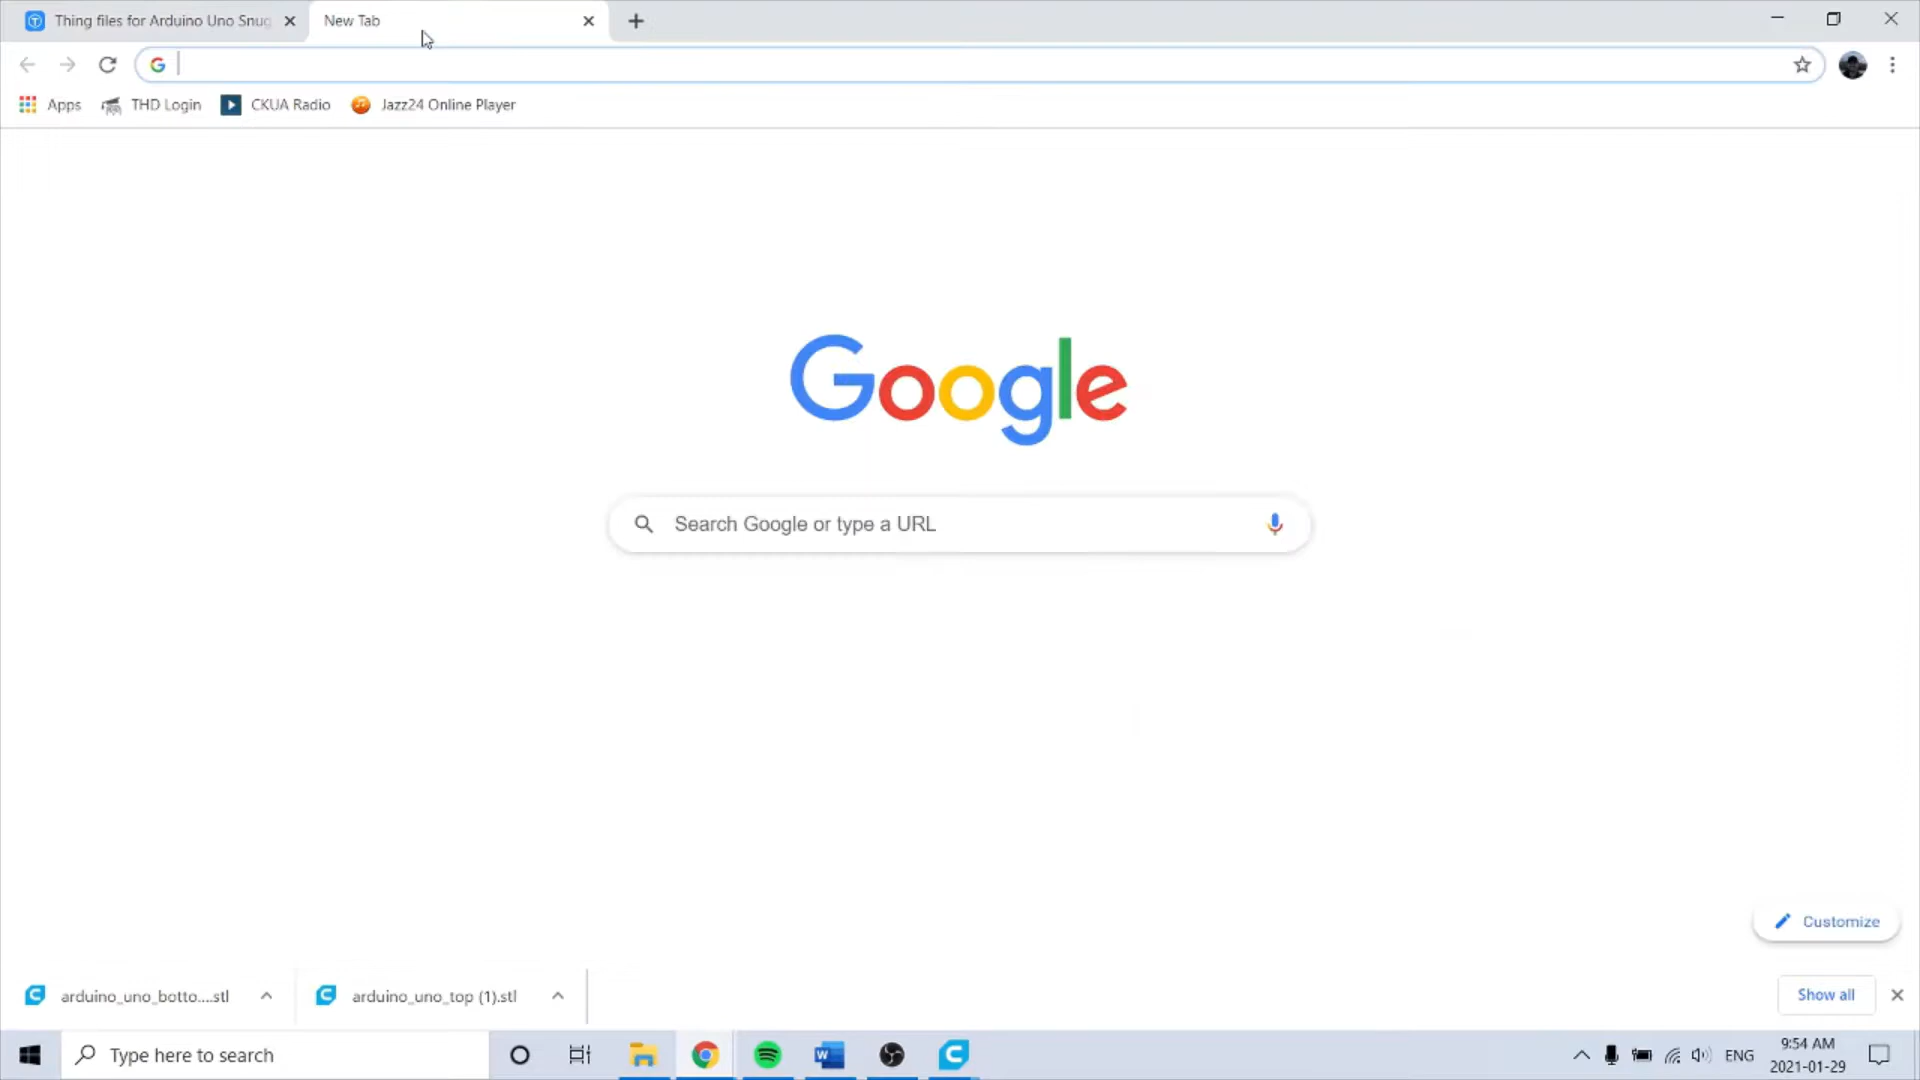 Thing files for Arduino Uno Snug
New Tab
Apps
THD Login
CKUA Radio
Jazz24 Online Player
Google
Search Google or type a URL
Customize
arduino_uno_botto....stl
arduino_uno_top (1).stl
Show all
Type here to search
ENG
9:54 AM
2021-01-29